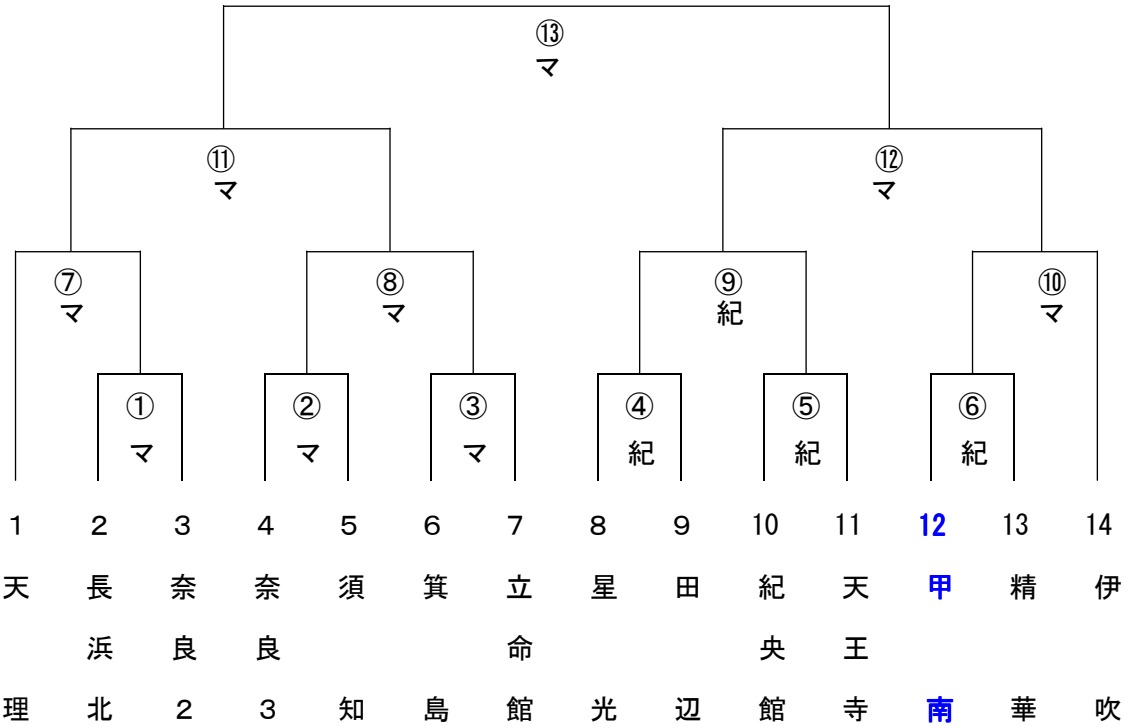 ⑬
マ
⑪ ⑫
マ マ
⑦ ⑧ ⑨ ⑩
マ マ 紀 マ
① ② ③ ④ ⑤ ⑥
マ マ マ 紀 紀 紀
1 2 3 4 5 6 7 8 9 10 11 12 13 14
天理
長浜北
奈良2
奈良3
須知
箕島
立命館
星光
田辺
紀央館
天王寺
甲南
精華
伊吹